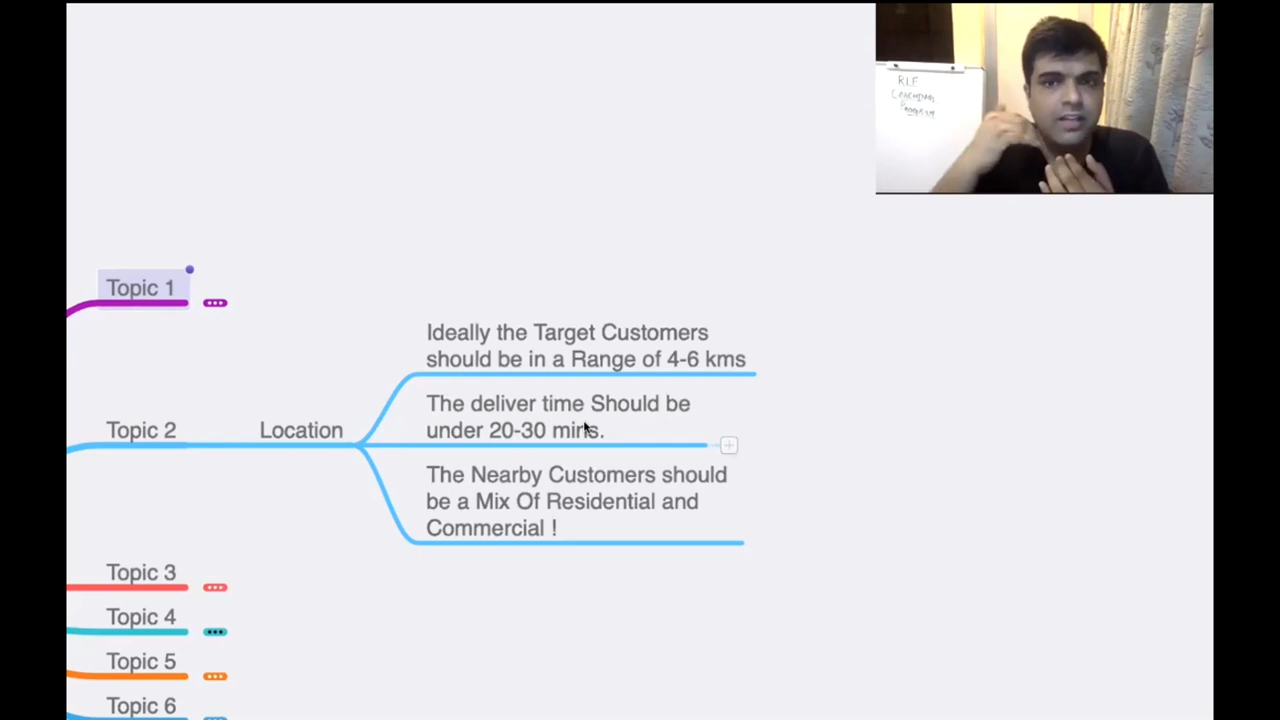 RLE
COACHING
Topic 1
Ideally the Target Customers
should be in a Range of 4-6 kms
The deliver time Should be
under 20-30 mins.
Topic 2
Location
The Nearby Customers should
be a Mix Of Residential and
Commercial !
Topic 3
Topic 4
Topic 5
Topic 6